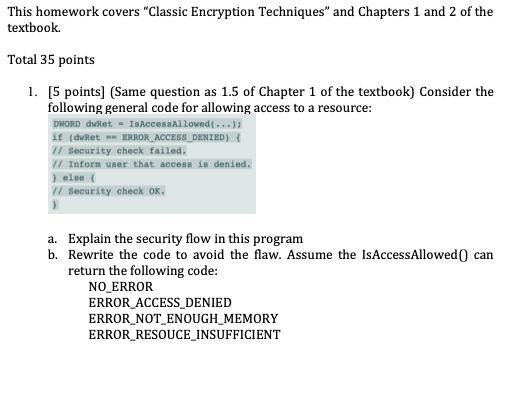 This homework covers “Classic Encryption Techniques” and Chapters 1 and 2 of the
textbook.
Total 35 points
1. [5 points] (Same question as 1.5 of Chapter 1 of the textbook) Consider the
following general code for allowing access to a resource:
DWORD dwRet = IsAccessAllowed(...);
if (dwRet == ERROR_ACCESS_DENIED) {
// Security check failed.
// Inform user that access is denied.
} else {
// Security check OK.
}
a. Explain the security flow in this program
b. Rewrite the code to avoid the flaw. Assume the IsAccessAllowed() can
return the following code:
NO_ERROR
ERROR_ACCESS_DENIED
ERROR_NOT_ENOUGH_MEMORY
ERROR_RESOUCE_INSUFFICIENT